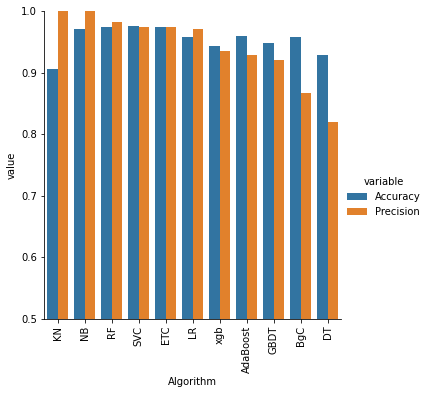 1.0
0.9
0.8
0.7
0.6
0.5
value
KN
NB
RF
SVC
ETC
LR
xgb
AdaBoost
GBDT
BgC
DT
Algorithm
variable
Accuracy
Precision